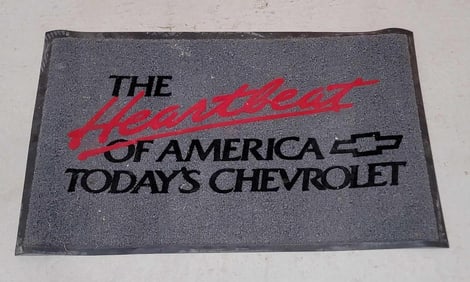 THE
Heartbeat
OF AMERICA
TODAY'S CHEVROLET